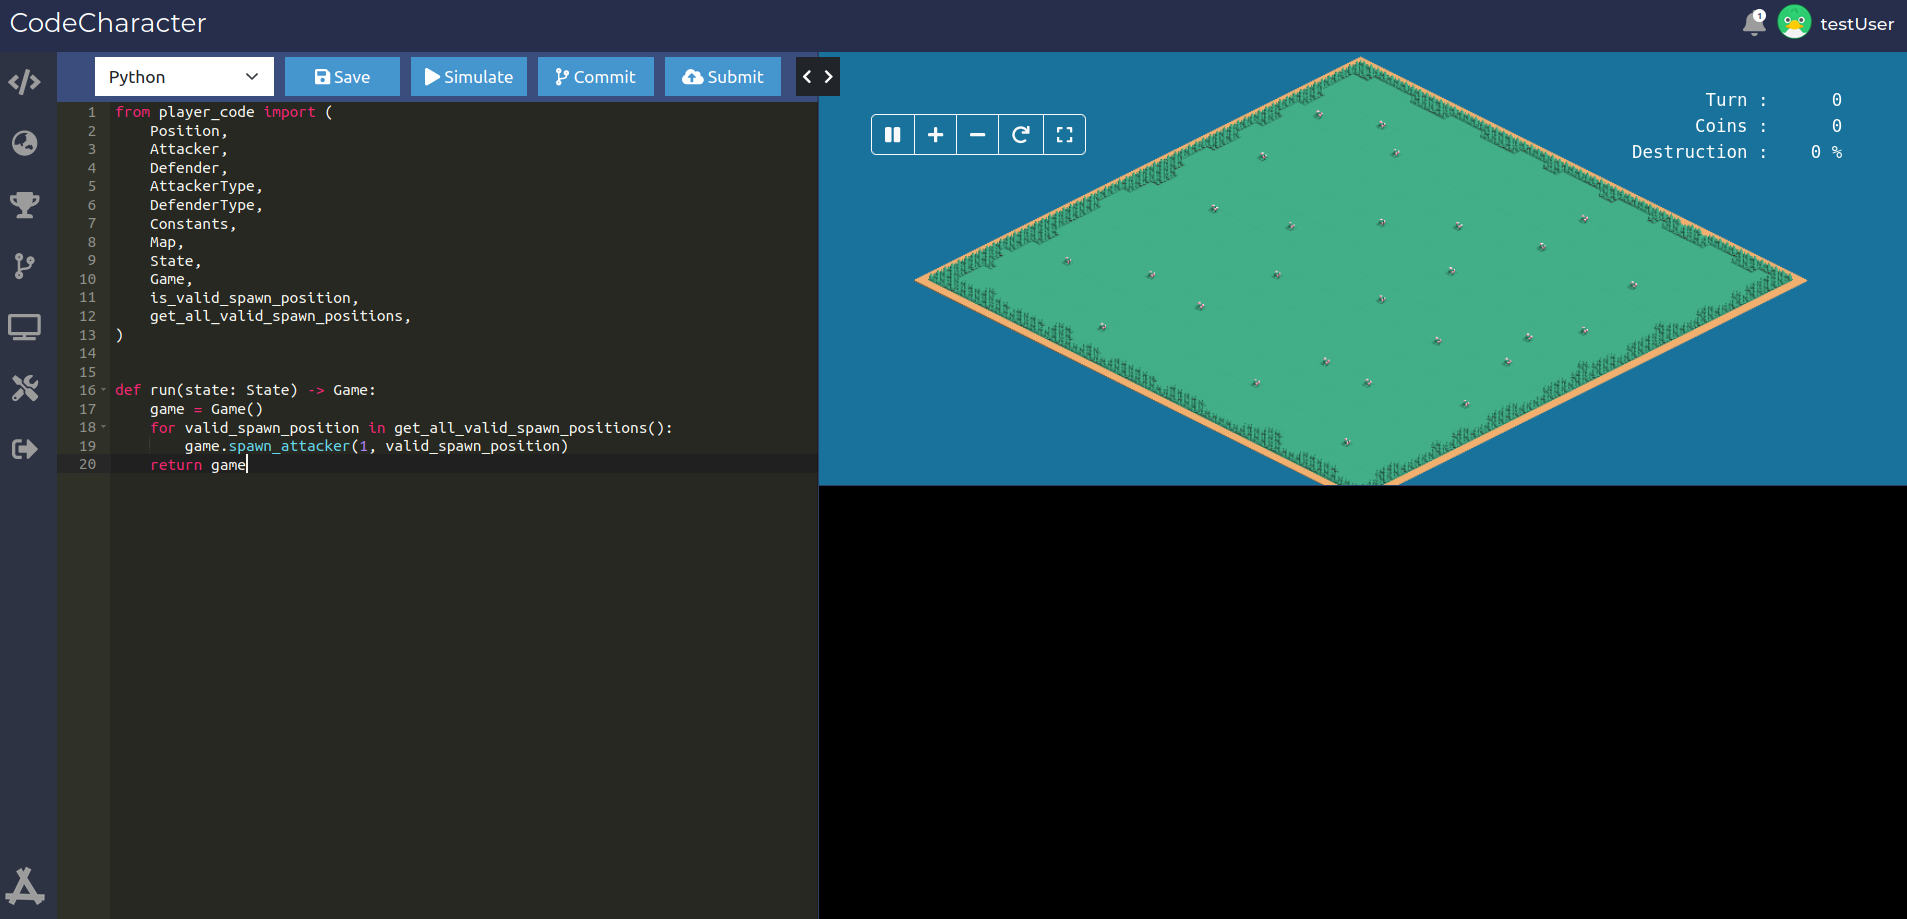 CodeCharacter
1
testUser
Python
Save
Simulate
Commit
Submit
1 from player_code import (
2     Position,
3     Attacker,
4     Defender,
5     AttackerType,
6     DefenderType,
7     Constants,
8     Map,
9     State,
10     Game,
11     is_valid_spawn_position,
12     get_all_valid_spawn_positions,
13 )
14
15
16 def run(state: State) -> Game:
17     game = Game()
18     for valid_spawn_position in get_all_valid_spawn_positions():
19         game.spawn_attacker(1, valid_spawn_position)
20     return game
Turn : 0
Coins : 0
Destruction : 0 %